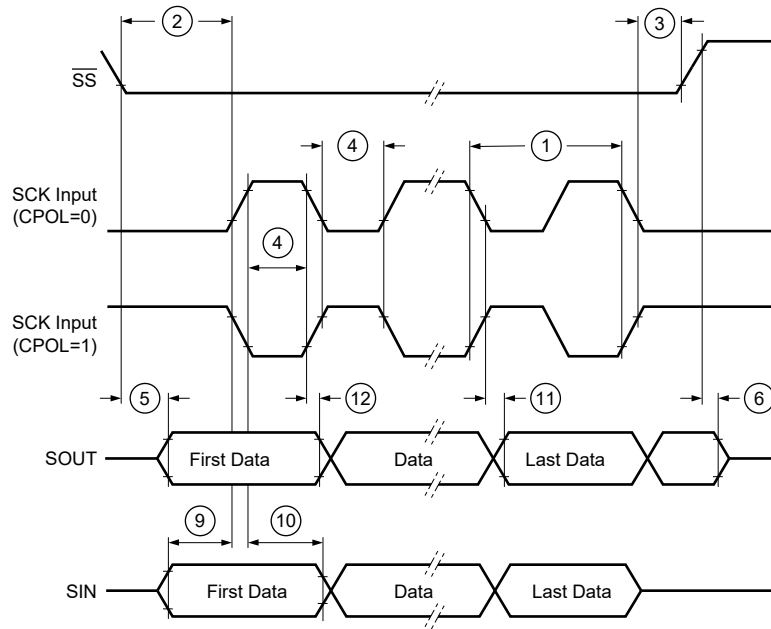 2
3
SS
4
1
SCK Input
(CPOL=0)
4
SCK Input
(CPOL=1)
5
12
11
6
SOUT
First Data
Data
Last Data
9
10
SIN
First Data
Data
Last Data